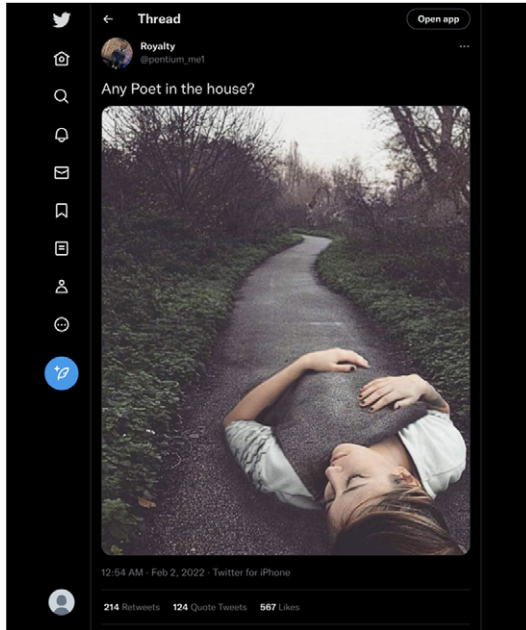 Thread
Open app
Royalty
@pentium_me1
Any Poet in the house?
12:54 AM · Feb 2, 2022 · Twitter for iPhone
214 Retweets 124 Quote Tweets 567 Likes